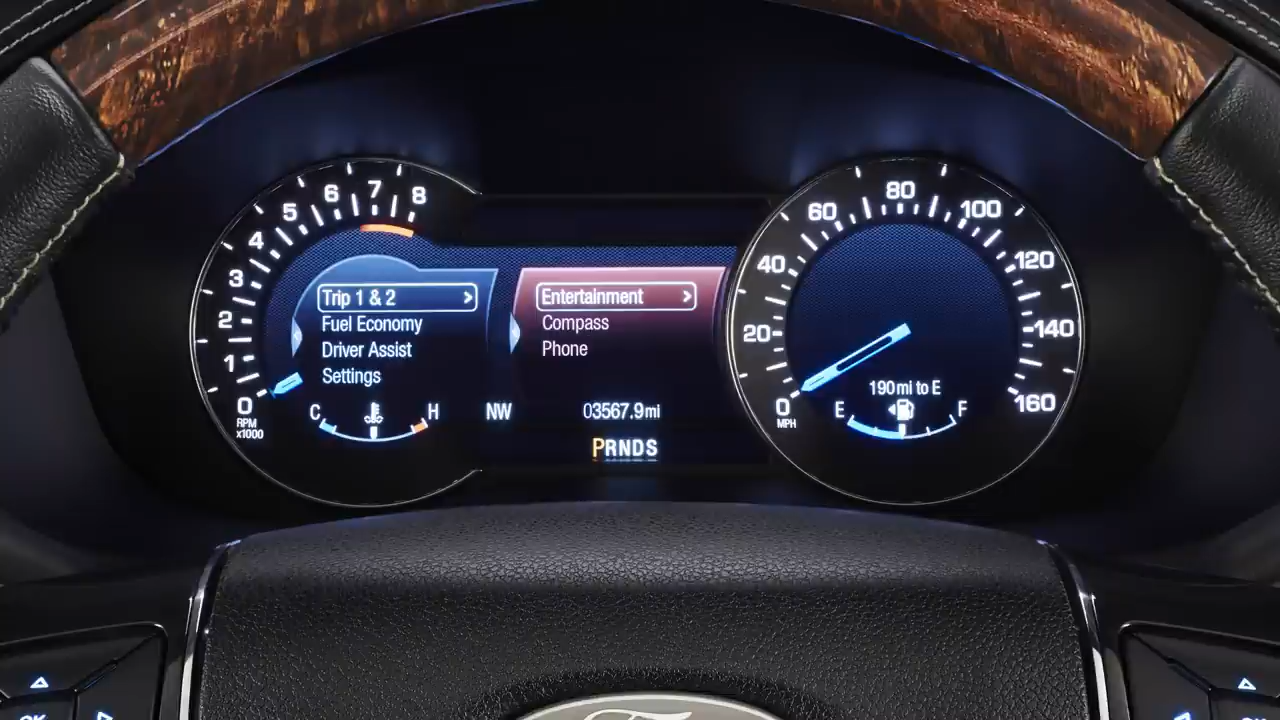 0
1
2
3
4
5
6
7
8
RPM
x1000
Trip 1 & 2 >
Fuel Economy
Driver Assist
Settings
C H
NW
Entertainment >
Compass
Phone
03567.9mi
PRNDS
0
20
40
60
80
100
120
140
160
MPH
190mi to E
E F
OK